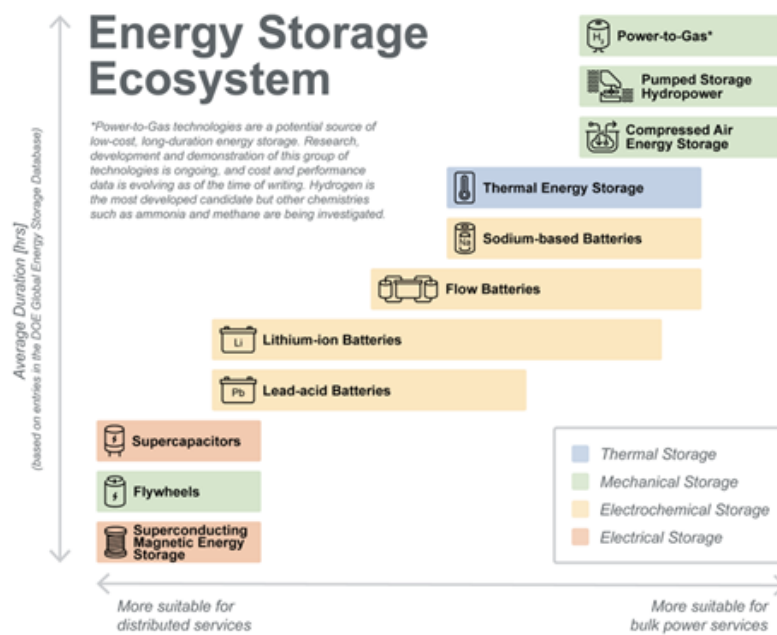 Energy Storage
Ecosystem
*Power-to-Gas technologies are a potential source of
low-cost, long-duration energy storage. Research,
development and demonstration of this group of
technologies is ongoing, and cost and performance
data is evolving as of the time of writing. Hydrogen is
the most developed candidate but other chemistries
such as ammonia and methane are being investigated.
Average Duration [hrs]
(based on entries in the DOE Global Energy Storage Database)
H₂
Power-to-Gas*
Pumped Storage
Hydropower
Compressed Air
Energy Storage
Thermal Energy Storage
Na
Sodium-based Batteries
Flow Batteries
Li
Lithium-ion Batteries
Pb
Lead-acid Batteries
Supercapacitors
Flywheels
Superconducting
Magnetic Energy
Storage
Thermal Storage
Mechanical Storage
Electrochemical Storage
Electrical Storage
More suitable for
distributed services
More suitable for
bulk power services